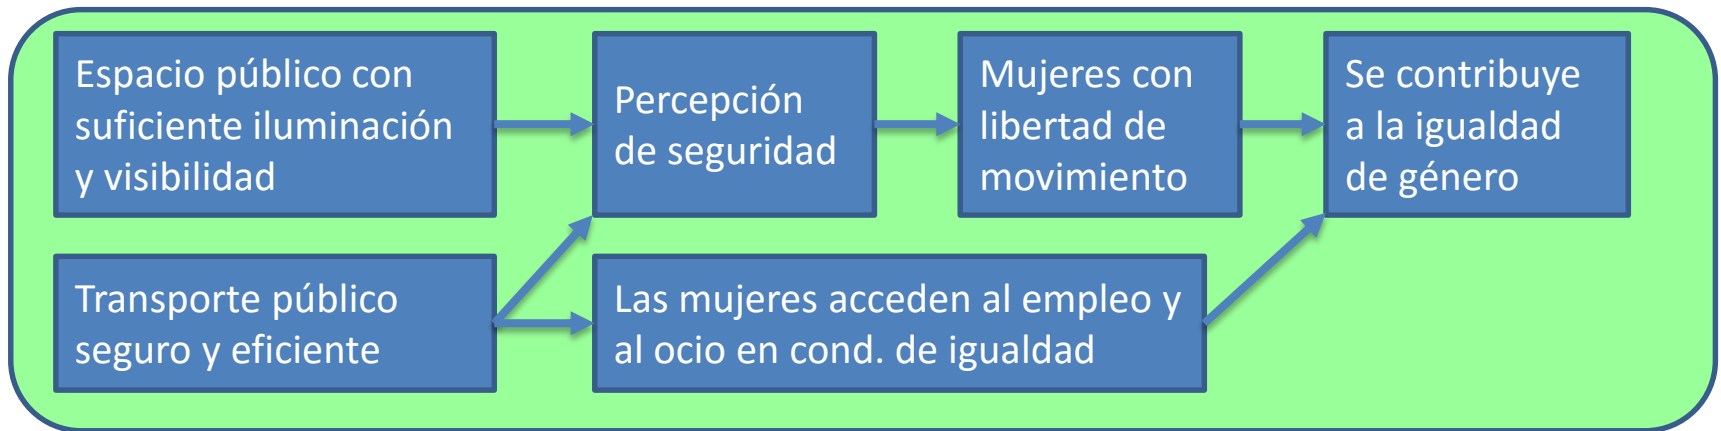 Espacio público con
suficiente iluminación
y visibilidad
Percepción
de seguridad
Mujeres con
libertad de
movimiento
Se contribuye
a la igualdad
de género
Transporte público
seguro y eficiente
Las mujeres acceden al empleo y
al ocio en cond. de igualdad